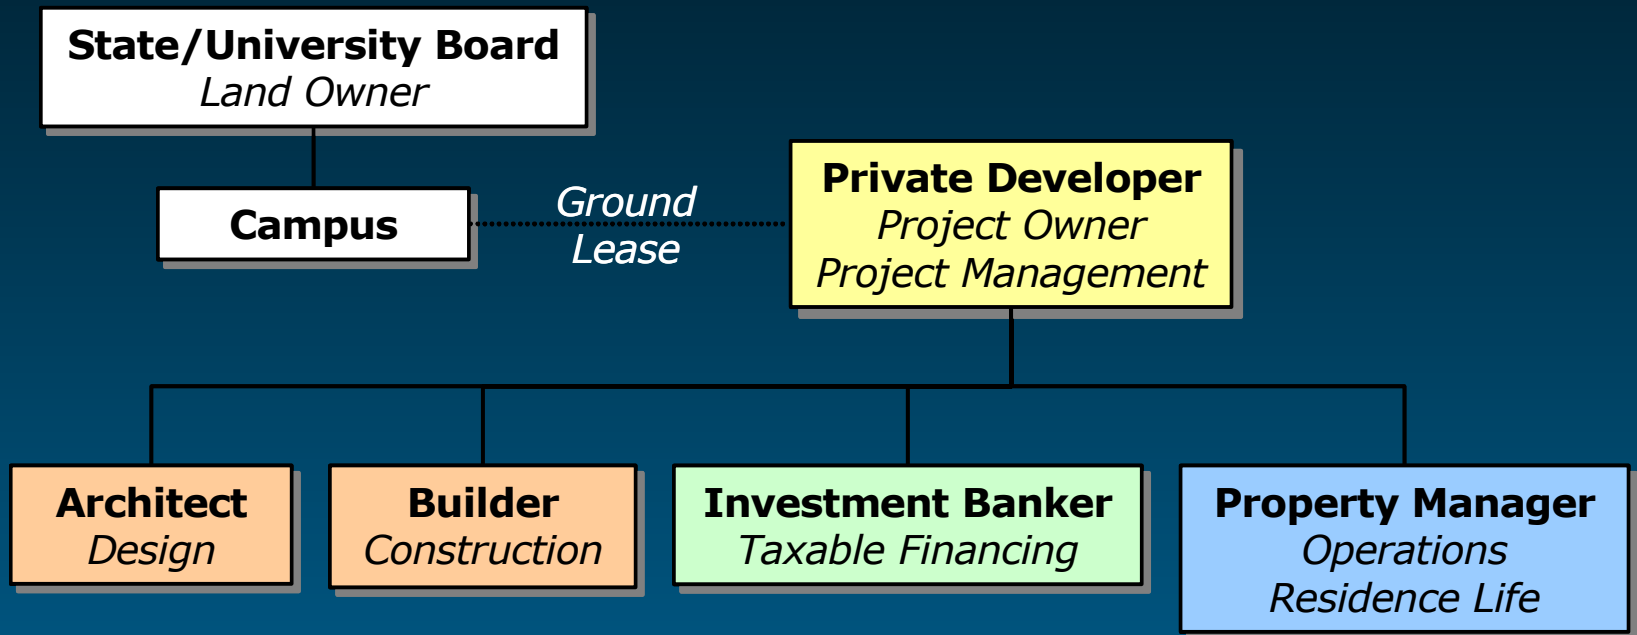 State/University Board
Land Owner
Campus
Ground
Lease
Private Developer
Project Owner
Project Management
Architect
Design
Builder
Construction
Investment Banker
Taxable Financing
Property Manager
Operations
Residence Life